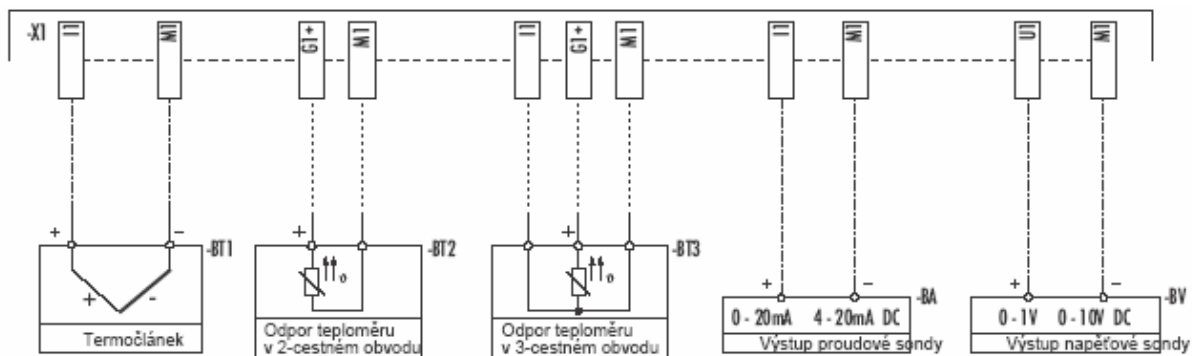 -X1 I1 M1 G1+ M1 I1 G1+ M1 I1 M1 U1 M1
+ - -BT1
+ -
Termočlánek
+ -BT2
ϑ
Odpor teploměru
v 2-cestném obvodu
+ -BT3
ϑ
Odpor teploměru
v 3-cestném obvodu
+ - -BA
0 - 20mA 4 - 20mA DC
Výstup proudové sondy
+ - -BV
0 - 1V 0 - 10V DC
Výstup napěťové sondy